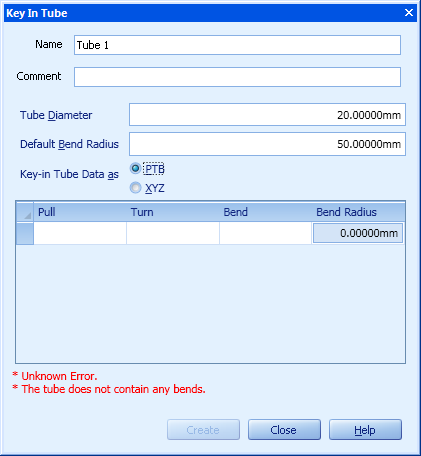 Key In Tube
Name Tube 1
Comment
Tube Diameter 20.00000mm
Default Bend Radius 50.00000mm
Key-in Tube Data as PTB
XYZ
Pull Turn Bend Bend Radius
0.00000mm
* Unknown Error.
* The tube does not contain any bends.
Create Close Help